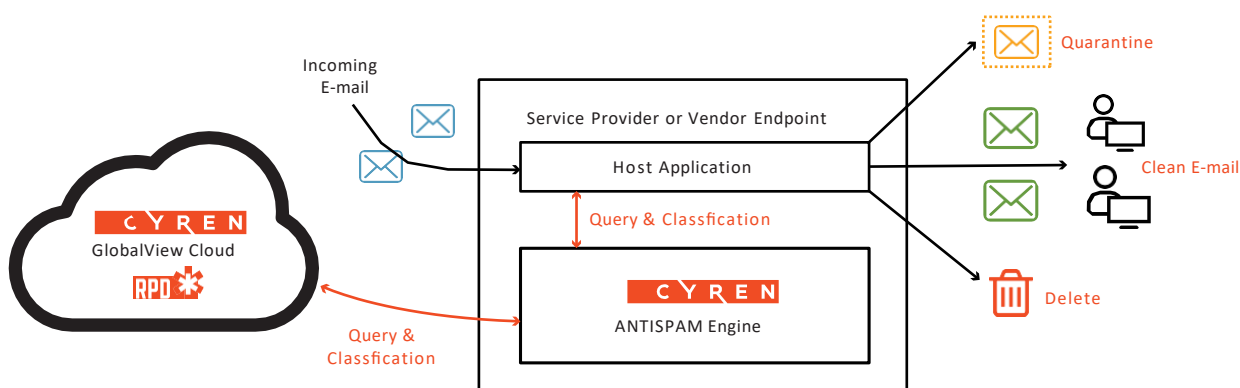 Incoming
E-mail
Service Provider or Vendor Endpoint
Host Application
Quarantine
Clean E-mail
Delete
Query & Classfication
CYREN
GlobalView Cloud
RPD
CYREN
ANTISPAM Engine
Query &
Classfication